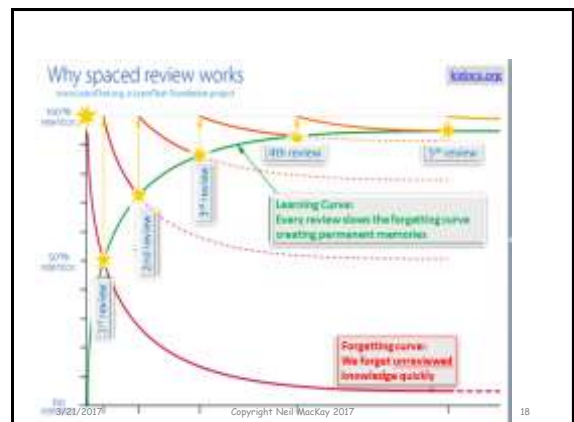 Why spaced review works
100%
retention
4th review
5th review
3rd review
2nd review
Learning Curve:
Every review slows the forgetting curve
creating permanent memories
50%
retention
1st review
Forgetting curve:
We forget unreviewed
knowledge quickly
No
3/21/2017
Copyright Neil MacKay 2017
18